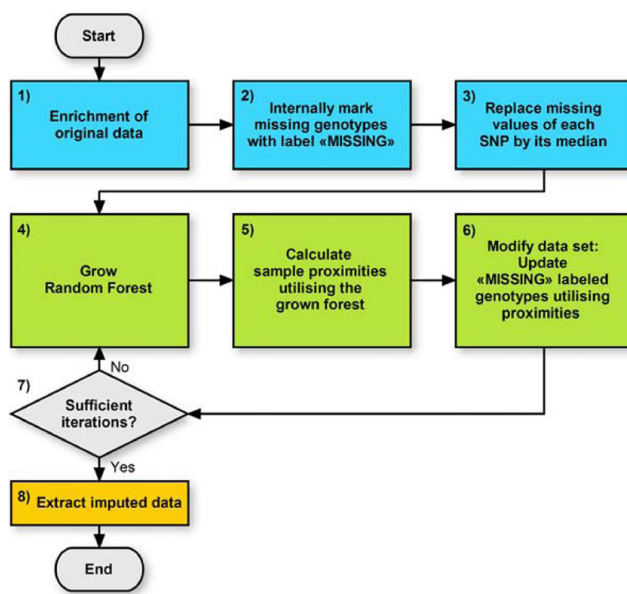 Start
1)
Enrichment of
original data
2)
Internally mark
missing genotypes
with label «MISSING»
3)
Replace missing
values of each
SNP by its median
4)
Grow
Random Forest
5)
Calculate
sample proximities
utilising the
grown forest
6)
Modify data set:
Update
«MISSING» labeled
genotypes utilising
proximities
No
7)
Sufficient
iterations?
Yes
8) Extract imputed data
End